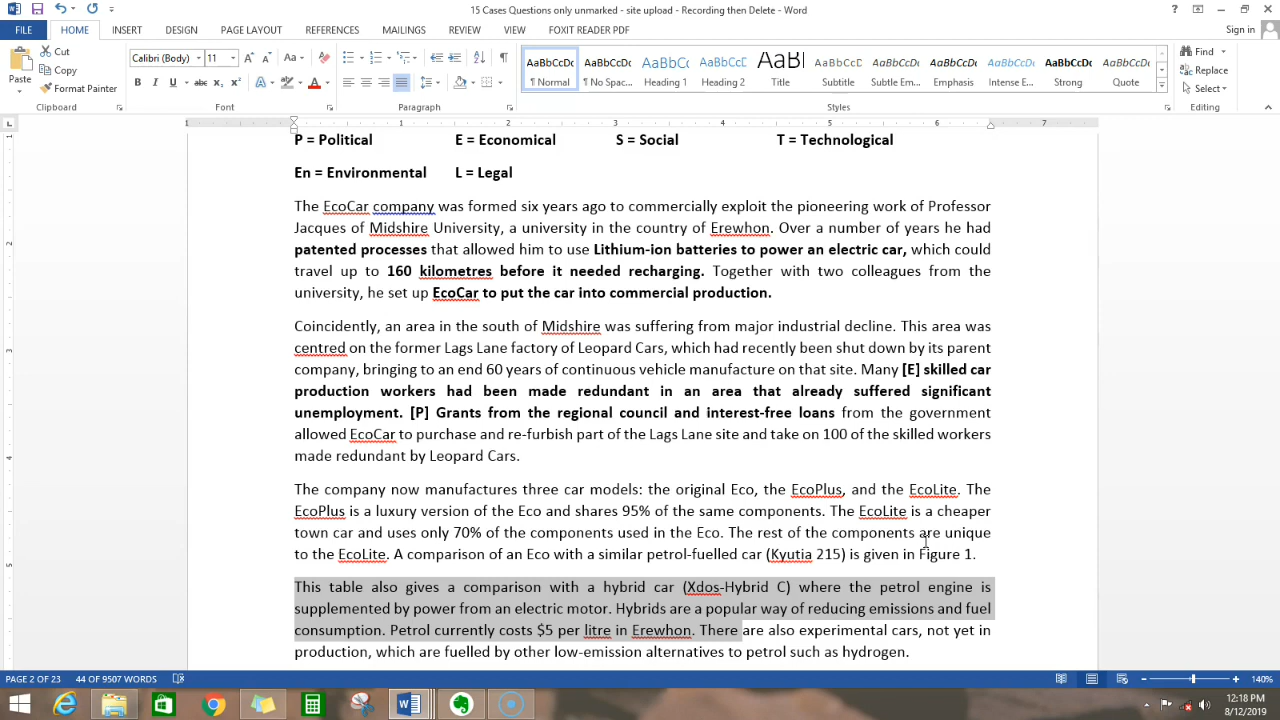 15 Cases Questions only unmarked - site upload - Recording then Delete - Word
FILE HOME INSERT DESIGN PAGE LAYOUT REFERENCES MAILINGS REVIEW VIEW FOXIT READER PDF Sign in
Paste
Cut
Copy
Format Painter
Clipboard
Calibri (Body) 11
Font
Paragraph
AaBbCcDc ¶ Normal
AaBbCcDc ¶ No Spac...
AaBbCc Heading 1
AaBbCcD Heading 2
AaBl Title
AaBbCcD Subtitle
AaBbCcDc Subtle Em...
AaBbCcDc Emphasis
AaBbCcDc Intense E...
AaBbCcDc Strong
AaBbCcDc Quote
Styles
Find
Replace
Select
Editing
P = Political E = Economical S = Social T = Technological
En = Environmental L = Legal
The EcoCar company was formed six years ago to commercially exploit the pioneering work of Professor
Jacques of Midshire University, a university in the country of Erewhon. Over a number of years he had
patented processes that allowed him to use Lithium-ion batteries to power an electric car, which could
travel up to 160 kilometres before it needed recharging. Together with two colleagues from the
university, he set up EcoCar to put the car into commercial production.
Coincidently, an area in the south of Midshire was suffering from major industrial decline. This area was
centred on the former Lags Lane factory of Leopard Cars, which had recently been shut down by its parent
company, bringing to an end 60 years of continuous vehicle manufacture on that site. Many [E] skilled car
production workers had been made redundant in an area that already suffered significant
unemployment. [P] Grants from the regional council and interest-free loans from the government
allowed EcoCar to purchase and re-furbish part of the Lags Lane site and take on 100 of the skilled workers
made redundant by Leopard Cars.
The company now manufactures three car models: the original Eco, the EcoPlus, and the EcoLite. The
EcoPlus is a luxury version of the Eco and shares 95% of the same components. The EcoLite is a cheaper
town car and uses only 70% of the components used in the Eco. The rest of the components are unique
to the EcoLite. A comparison of an Eco with a similar petrol-fuelled car (Kyutia 215) is given in Figure 1.
This table also gives a comparison with a hybrid car (Xdos-Hybrid C) where the petrol engine is
supplemented by power from an electric motor. Hybrids are a popular way of reducing emissions and fuel
consumption. Petrol currently costs $5 per litre in Erewhon. There are also experimental cars, not yet in
production, which are fuelled by other low-emission alternatives to petrol such as hydrogen.
PAGE 2 OF 23 44 OF 9507 WORDS 140%
12:18 PM
8/12/2019